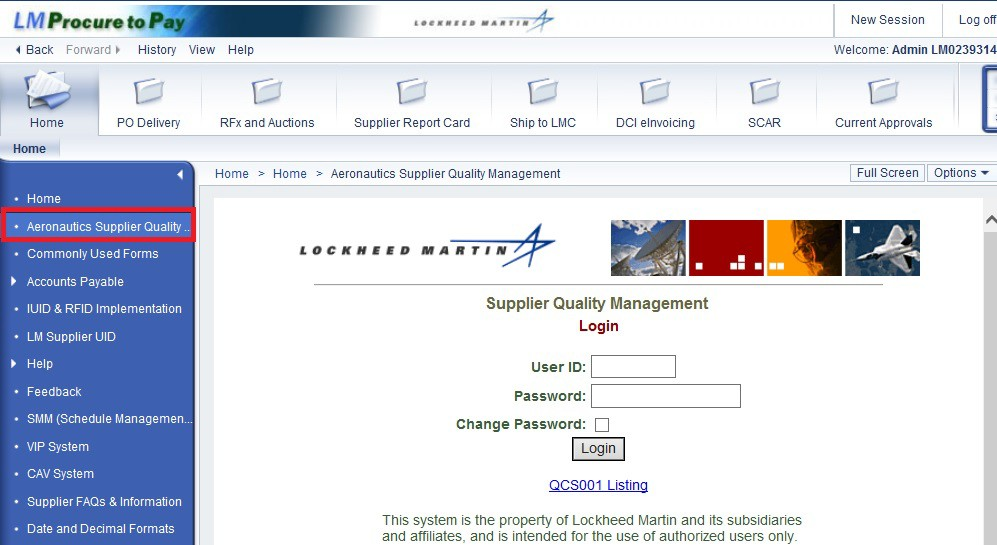 LM Procure to Pay
LOCKHEED MARTIN
New Session
Log off
Back Forward History View Help
Welcome: Admin LM0239314
Home
PO Delivery
RFx and Auctions
Supplier Report Card
Ship to LMC
DCI eInvoicing
SCAR
Current Approvals
Home
Home > Home > Aeronautics Supplier Quality Management
Full Screen
Options
Home
Aeronautics Supplier Quality ...
Commonly Used Forms
Accounts Payable
IUID & RFID Implementation
LM Supplier UID
Help
Feedback
SMM (Schedule Managemen...
VIP System
CAV System
Supplier FAQs & Information
Date and Decimal Formats
LOCKHEED MARTIN
Supplier Quality Management
Login
User ID:
Password:
Change Password:
Login
QCS001 Listing
This system is the property of Lockheed Martin and its subsidiaries
and affiliates, and is intended for the use of authorized users only.